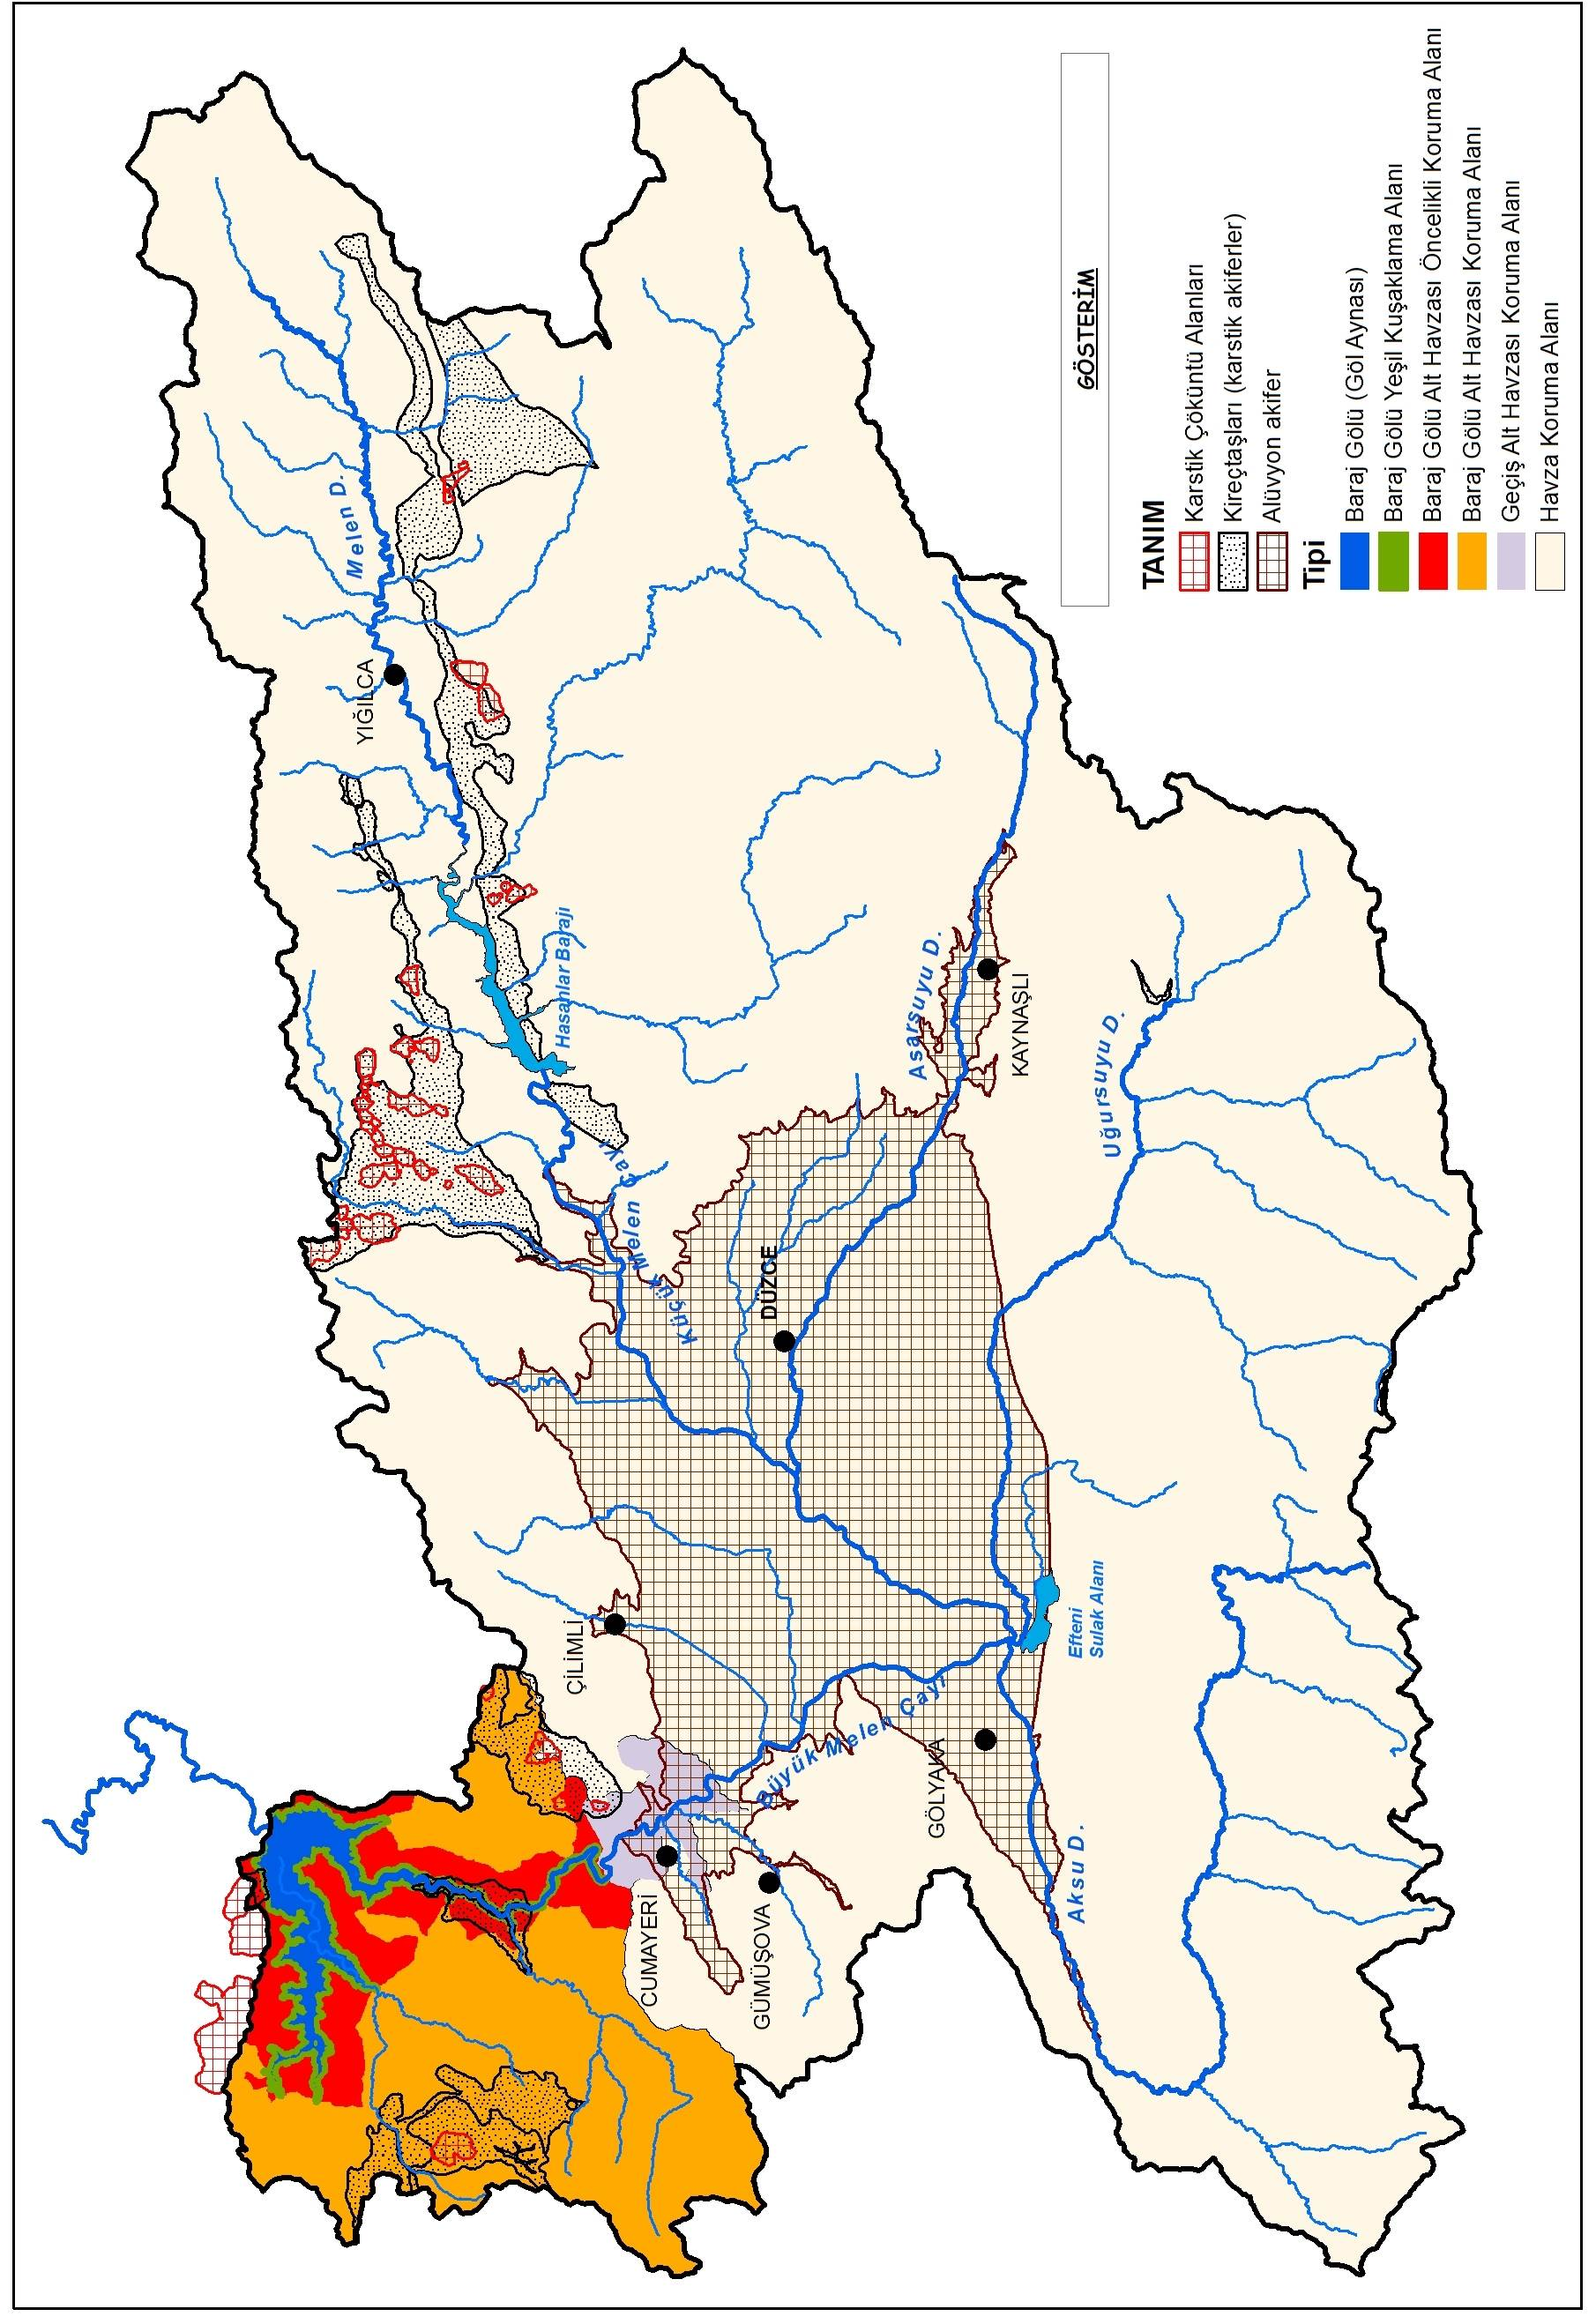 Melen D.
YIĞILCA
Hasanlar Barajı
Küçük Melen Çayı
Asarsuyu D.
KAYNAŞLI
Uğursuyu D.
DÜZCE
ÇİLİMLİ
Efteni
Sulak Alanı
Büyük Melen Çayı
GÖLYAKA
CUMAYERİ
GÜMÜŞOVA
Aksu D.
GÖSTERİM
TANIM
Karstik Çöküntü Alanları
Kireçtaşları (karstik akiferler)
Alüvyon akifer
Tipi
Baraj Gölü (Göl Aynası)
Baraj Gölü Yeşil Kuşaklama Alanı
Baraj Gölü Alt Havzası Öncelikli Koruma Alanı
Baraj Gölü Alt Havzası Koruma Alanı
Geçiş Alt Havzası Koruma Alanı
Havza Koruma Alanı